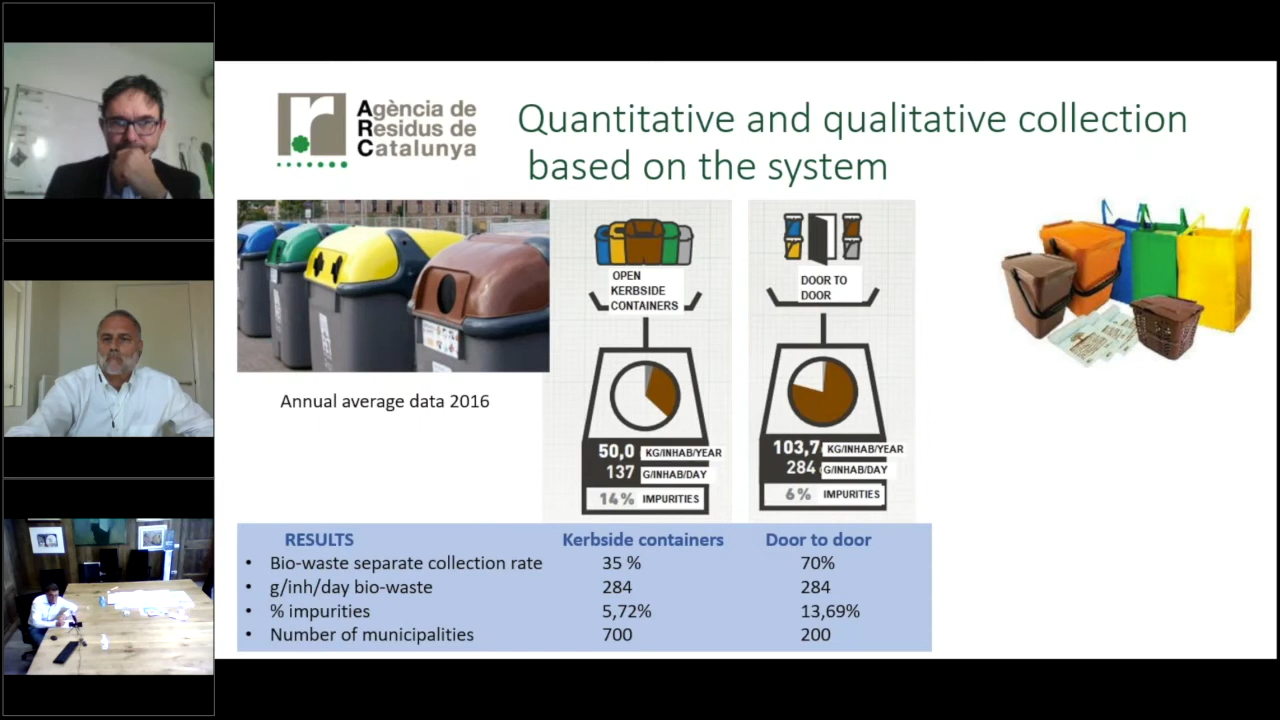 Agència de
Residus de
Catalunya
Quantitative and qualitative collection
based on the system
OPEN
KERBSIDE
CONTAINERS
DOOR TO
DOOR
Annual average data 2016
50,0 KG/INHAB/YEAR
137 G/INHAB/DAY
14% IMPURITIES
103,7 KG/INHAB/YEAR
284 G/INHAB/DAY
6% IMPURITIES
RESULTS Kerbside containers Door to door
• Bio-waste separate collection rate 35 % 70%
• g/inh/day bio-waste 284 284
• % impurities 5,72% 13,69%
• Number of municipalities 700 200